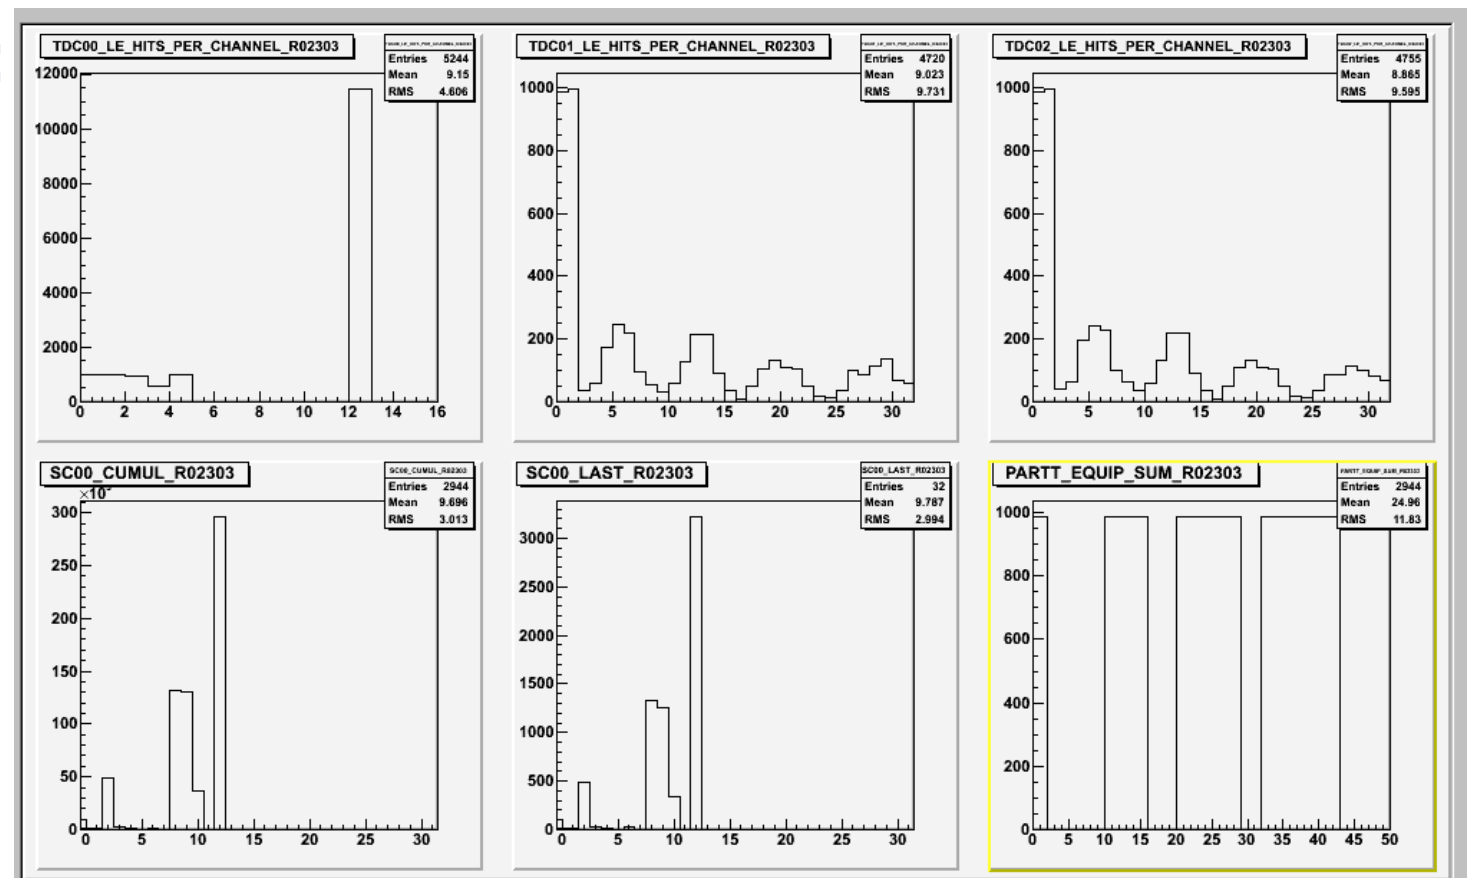 TDC00_LE_HITS_PER_CHANNEL_R02303
Entries 5244
Mean 9.15
RMS 4.606
12000
10000
8000
6000
4000
2000
0
0 2 4 6 8 10 12 14 16
TDC01_LE_HITS_PER_CHANNEL_R02303
Entries 4720
Mean 9.023
RMS 9.731
1000
800
600
400
200
0
0 5 10 15 20 25 30
TDC02_LE_HITS_PER_CHANNEL_R02303
Entries 4755
Mean 8.865
RMS 9.595
1000
800
600
400
200
0
0 5 10 15 20 25 30
SC00_CUMUL_R02303
SC00_CUMUL_R02303
Entries 2944
Mean 9.696
RMS 3.013
300
250
200
150
100
50
0
0 5 10 15 20 25 30
SC00_LAST_R02303
SC00_LAST_R02303
Entries 32
Mean 9.787
RMS 2.994
3000
2500
2000
1500
1000
500
0
0 5 10 15 20 25 30
PARTT_EQUIP_SUM_R02303
PARTT_EQUIP_SUM_R02303
Entries 2944
Mean 24.96
RMS 11.83
1000
800
600
400
200
0
0 5 10 15 20 25 30 35 40 45 50